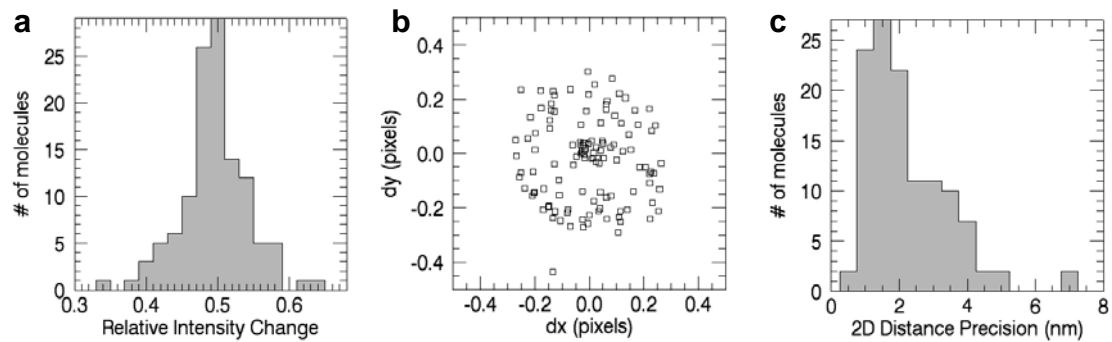 a
25
20
15
10
5
0
# of molecules
0.3 0.4 0.5 0.6
Relative Intensity Change
b
0.4
0.2
0.0
-0.2
-0.4
dy (pixels)
-0.4 -0.2 0.0 0.2 0.4
dx (pixels)
c
25
20
15
10
5
0
# of molecules
0 2 4 6 8
2D Distance Precision (nm)